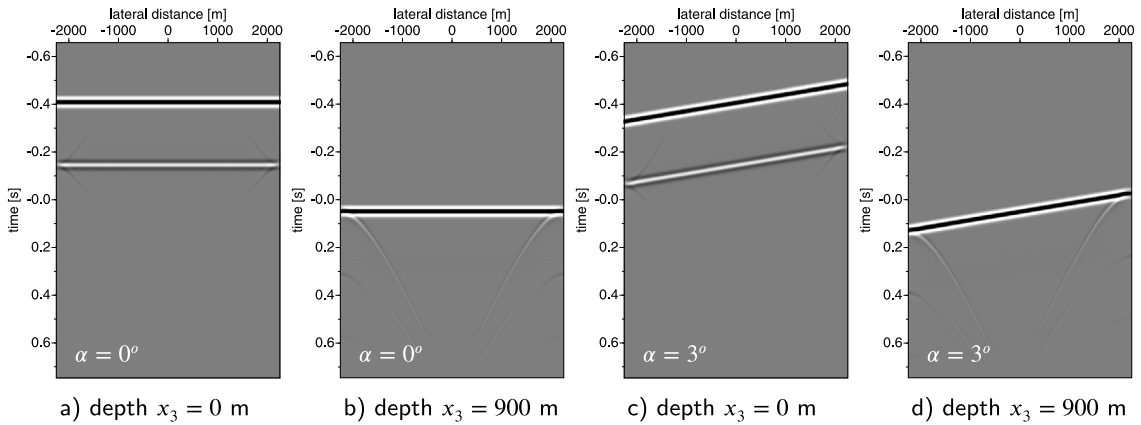 lateral distance [m]
-2000 -1000 0 1000 2000
-0.6
-0.4
-0.2
-0.0
0.2
0.4
0.6
time [s]
α = 0°
a) depth x₃ = 0 m
lateral distance [m]
-2000 -1000 0 1000 2000
-0.6
-0.4
-0.2
-0.0
0.2
0.4
0.6
time [s]
α = 0°
b) depth x₃ = 900 m
lateral distance [m]
-2000 -1000 0 1000 2000
-0.6
-0.4
-0.2
-0.0
0.2
0.4
0.6
time [s]
α = 3°
c) depth x₃ = 0 m
lateral distance [m]
-2000 -1000 0 1000 2000
-0.6
-0.4
-0.2
-0.0
0.2
0.4
0.6
time [s]
α = 3°
d) depth x₃ = 900 m